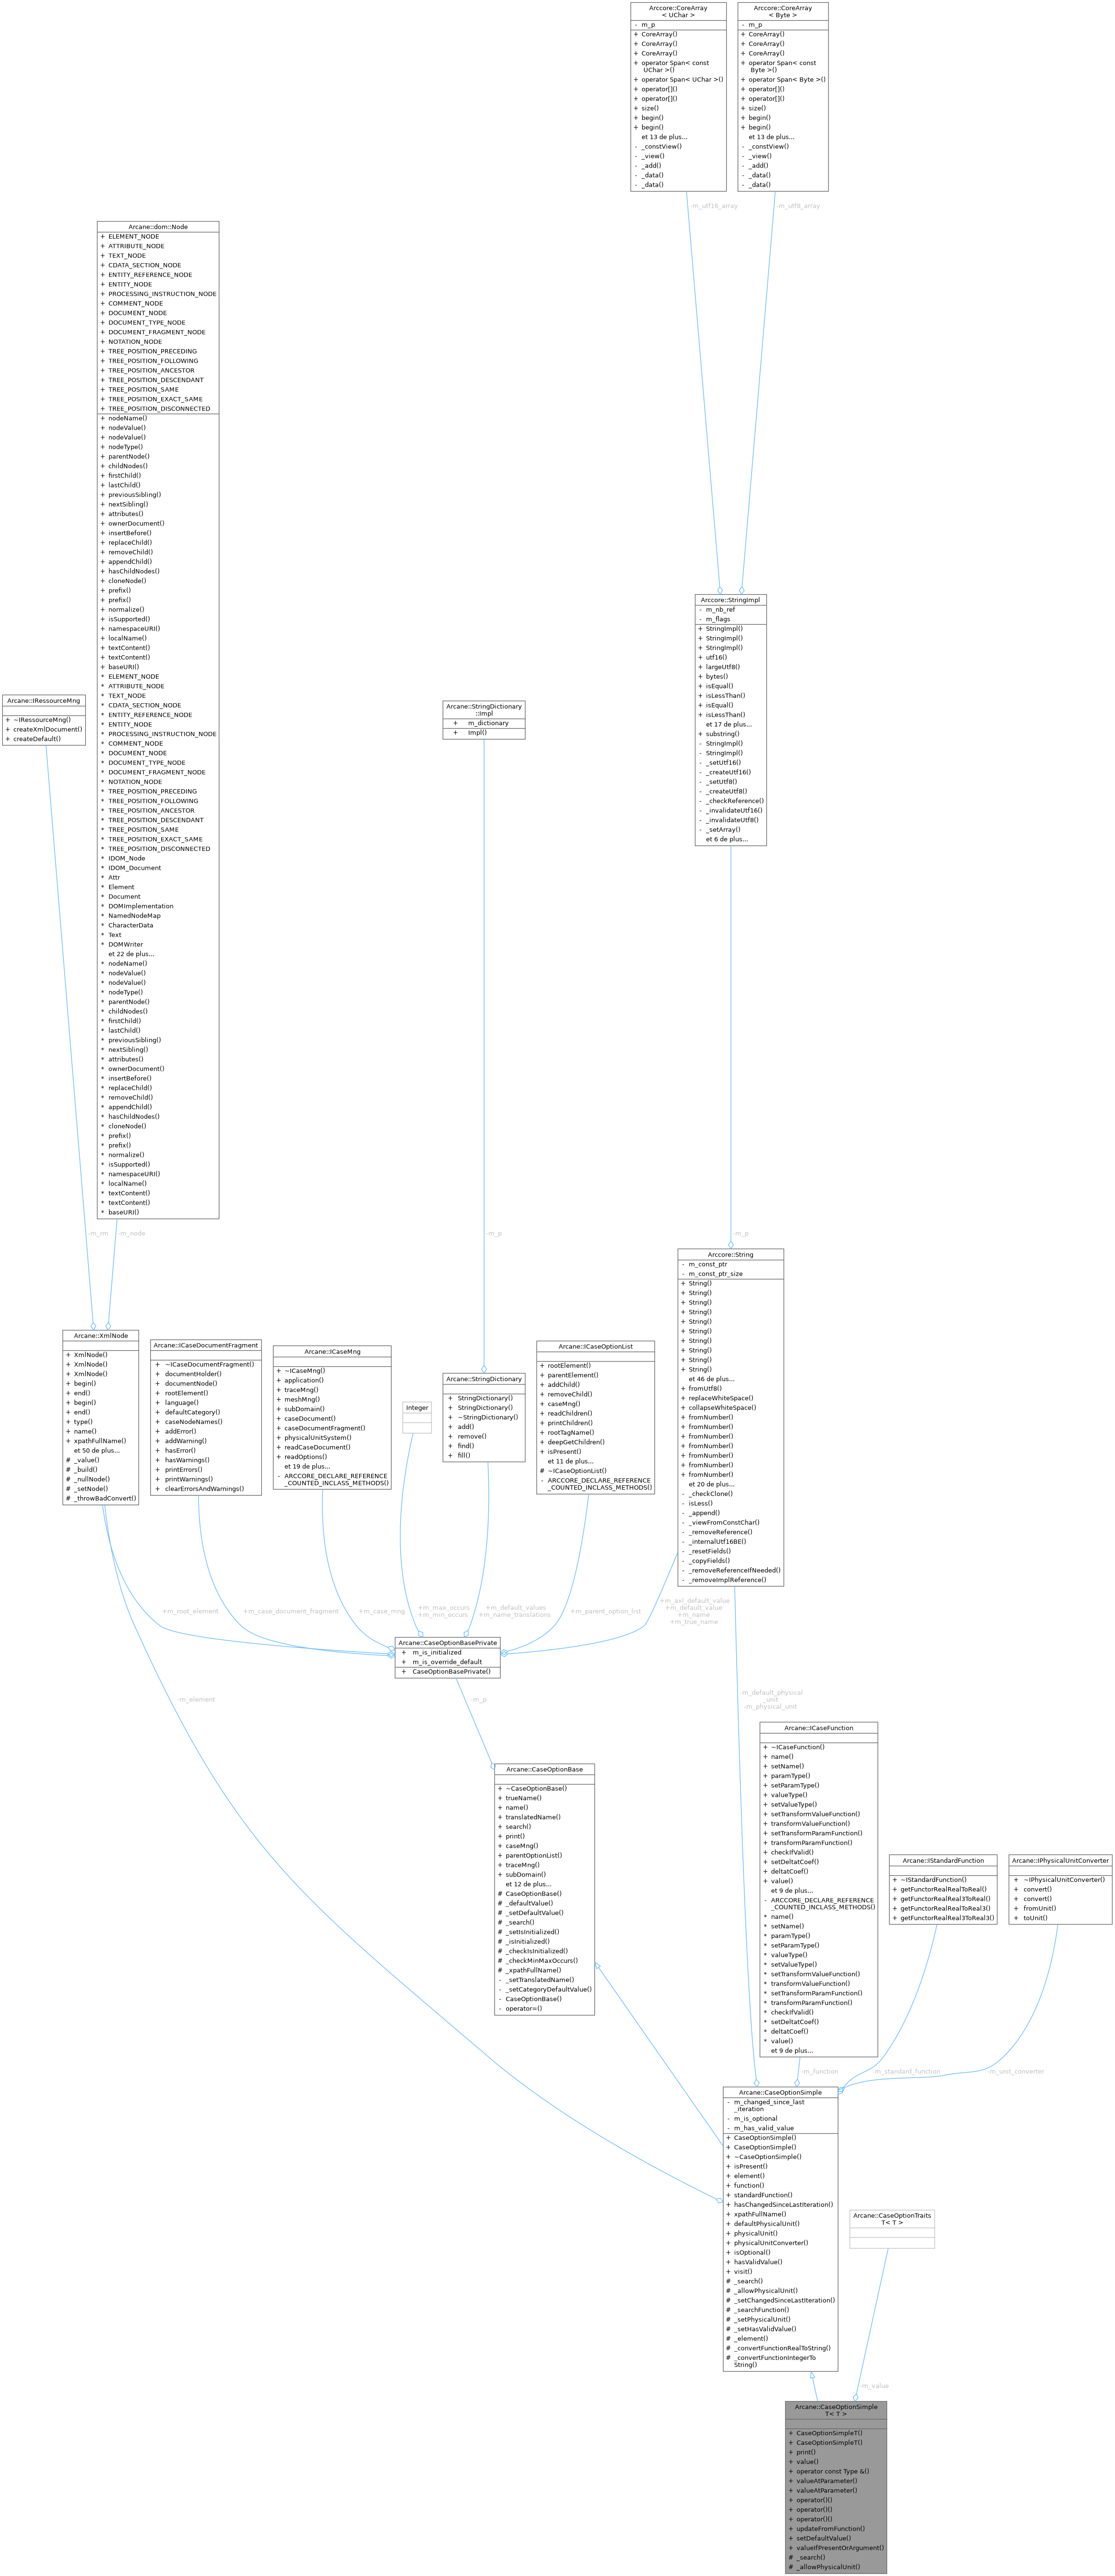 Arccore::CoreArray
< UChar >
- m_p
+ CoreArray()
+ CoreArray()
+ CoreArray()
+ operator Span< const
UChar >()
+ operator Span< UChar >()
+ operator[]()
+ operator[]()
+ size()
+ begin()
+ begin()
et 13 de plus...
- _constView()
- _view()
- _add()
- _data()
- _data()
Arccore::CoreArray
< Byte >
- m_p
+ CoreArray()
+ CoreArray()
+ CoreArray()
+ operator Span< const
Byte >()
+ operator Span< Byte >()
+ operator[]()
+ operator[]()
+ size()
+ begin()
+ begin()
et 13 de plus...
- _constView()
- _view()
- _add()
- _data()
- _data()
-m_utf16_array
-m_utf8_array
Arcane::dom::Node
+ ELEMENT_NODE
+ ATTRIBUTE_NODE
+ TEXT_NODE
+ CDATA_SECTION_NODE
+ ENTITY_REFERENCE_NODE
+ ENTITY_NODE
+ PROCESSING_INSTRUCTION_NODE
+ COMMENT_NODE
+ DOCUMENT_NODE
+ DOCUMENT_TYPE_NODE
+ DOCUMENT_FRAGMENT_NODE
+ NOTATION_NODE
+ TREE_POSITION_PRECEDING
+ TREE_POSITION_FOLLOWING
+ TREE_POSITION_ANCESTOR
+ TREE_POSITION_DESCENDANT
+ TREE_POSITION_SAME
+ TREE_POSITION_EXACT_SAME
+ TREE_POSITION_DISCONNECTED
+ nodeName()
+ nodeValue()
+ nodeValue()
+ nodeType()
+ parentNode()
+ childNodes()
+ firstChild()
+ lastChild()
+ previousSibling()
+ nextSibling()
+ attributes()
+ ownerDocument()
+ insertBefore()
+ replaceChild()
+ removeChild()
+ appendChild()
+ hasChildNodes()
+ cloneNode()
+ prefix()
+ prefix()
+ normalize()
+ isSupported()
+ namespaceURI()
+ localName()
+ textContent()
+ textContent()
+ baseURI()
* ELEMENT_NODE
* ATTRIBUTE_NODE
* TEXT_NODE
* CDATA_SECTION_NODE
* ENTITY_REFERENCE_NODE
* ENTITY_NODE
* PROCESSING_INSTRUCTION_NODE
* COMMENT_NODE
* DOCUMENT_NODE
* DOCUMENT_TYPE_NODE
* DOCUMENT_FRAGMENT_NODE
* NOTATION_NODE
* TREE_POSITION_PRECEDING
* TREE_POSITION_FOLLOWING
* TREE_POSITION_ANCESTOR
* TREE_POSITION_DESCENDANT
* TREE_POSITION_SAME
* TREE_POSITION_EXACT_SAME
* TREE_POSITION_DISCONNECTED
* IDOM_Node
* IDOM_Document
* Attr
* Element
* Document
* DOMImplementation
* NamedNodeMap
* CharacterData
* Text
* DOMWriter
et 22 de plus...
* nodeName()
* nodeValue()
* nodeValue()
* nodeType()
* parentNode()
* childNodes()
* firstChild()
* lastChild()
* previousSibling()
* nextSibling()
* attributes()
* ownerDocument()
* insertBefore()
* replaceChild()
* removeChild()
* appendChild()
* hasChildNodes()
* cloneNode()
* prefix()
* prefix()
* normalize()
* isSupported()
* namespaceURI()
* localName()
* textContent()
* textContent()
* baseURI()
Arcane::IRessourceMng
+ ~IRessourceMng()
+ createXmlDocument()
+ createDefault()
Arcane::StringDictionary
::Impl
+ m_dictionary
+ Impl()
Arccore::StringImpl
- m_nb_ref
- m_flags
+ StringImpl()
+ StringImpl()
+ StringImpl()
+ utf16()
+ largeUtf8()
+ bytes()
+ isEqual()
+ isLessThan()
+ isEqual()
+ isLessThan()
et 17 de plus...
+ substring()
- StringImpl()
- StringImpl()
- _setUtf16()
- _createUtf16()
- _setUtf8()
- _createUtf8()
- _checkReference()
- _invalidateUtf16()
- _invalidateUtf8()
- _setArray()
et 6 de plus...
-m_rm
-m_node
-m_p
-m_p
Arcane::XmlNode
+ XmlNode()
+ XmlNode()
+ XmlNode()
+ begin()
+ end()
+ begin()
+ end()
+ type()
+ name()
+ xpathFullName()
et 50 de plus...
# _value()
# _build()
# _nullNode()
# _setNode()
# _throwBadConvert()
Arcane::ICaseDocumentFragment
+ ~ICaseDocumentFragment()
+ documentHolder()
+ documentNode()
+ rootElement()
+ language()
+ defaultCategory()
+ caseNodeNames()
+ addError()
+ addWarning()
+ hasError()
+ hasWarnings()
+ printErrors()
+ printWarnings()
+ clearErrorsAndWarnings()
Arcane::ICaseMng
+ ~ICaseMng()
+ application()
+ traceMng()
+ meshMng()
+ subDomain()
+ caseDocument()
+ caseDocumentFragment()
+ physicalUnitSystem()
+ readCaseDocument()
+ readOptions()
et 19 de plus...
- ARCCORE_DECLARE_REFERENCE
_COUNTED_INCLASS_METHODS()
Integer
Arcane::StringDictionary
+ StringDictionary()
+ StringDictionary()
+ ~StringDictionary()
+ add()
+ remove()
+ find()
+ fill()
Arcane::ICaseOptionList
+ rootElement()
+ parentElement()
+ addChild()
+ removeChild()
+ caseMng()
+ readChildren()
+ printChildren()
+ rootTagName()
+ deepGetChildren()
+ isPresent()
et 11 de plus...
# ~ICaseOptionList()
- ARCCORE_DECLARE_REFERENCE
_COUNTED_INCLASS_METHODS()
Arccore::String
- m_const_ptr
- m_const_ptr_size
+ String()
+ String()
+ String()
+ String()
+ String()
+ String()
+ String()
+ String()
+ String()
+ String()
et 46 de plus...
+ fromUtf8()
+ replaceWhiteSpace()
+ collapseWhiteSpace()
+ fromNumber()
+ fromNumber()
+ fromNumber()
+ fromNumber()
+ fromNumber()
+ fromNumber()
+ fromNumber()
et 20 de plus...
- _checkClone()
- isLess()
- _append()
- _viewFromConstChar()
- _removeReference()
- _internalUtf16BE()
- _resetFields()
- _copyFields()
- _removeReferenceIfNeeded()
- _removeImplReference()
+m_root_element
+m_case_document_fragment
+m_case_mng
+m_max_occurs
+m_min_occurs
+m_default_values
+m_name_translations
+m_parent_option_list
+m_axl_default_value
+m_default_value
+m_name
+m_true_name
Arcane::CaseOptionBasePrivate
+ m_is_initialized
+ m_is_override_default
+ CaseOptionBasePrivate()
-m_element
-m_p
-m_default_physical
_unit
-m_physical_unit
Arcane::CaseOptionBase
+ ~CaseOptionBase()
+ trueName()
+ name()
+ translatedName()
+ search()
+ print()
+ caseMng()
+ parentOptionList()
+ traceMng()
+ subDomain()
et 12 de plus...
# CaseOptionBase()
# _defaultValue()
# _setDefaultValue()
# _search()
# _setIsInitialized()
# _isInitialized()
# _checkIsInitialized()
# _checkMinMaxOccurs()
# _xpathFullName()
- _setTranslatedName()
- _setCategoryDefaultValue()
- CaseOptionBase()
- operator=()
Arcane::ICaseFunction
+ ~ICaseFunction()
+ name()
+ setName()
+ paramType()
+ setParamType()
+ valueType()
+ setValueType()
+ setTransformValueFunction()
+ transformValueFunction()
+ setTransformParamFunction()
+ transformParamFunction()
+ checkIfValid()
+ setDeltatCoef()
+ deltatCoef()
+ value()
et 9 de plus...
- ARCCORE_DECLARE_REFERENCE
_COUNTED_INCLASS_METHODS()
* name()
* setName()
* paramType()
* setParamType()
* valueType()
* setValueType()
* setTransformValueFunction()
* transformValueFunction()
* setTransformParamFunction()
* transformParamFunction()
* checkIfValid()
* setDeltatCoef()
* deltatCoef()
* value()
et 9 de plus...
Arcane::IStandardFunction
+ ~IStandardFunction()
+ getFunctorRealRealToReal()
+ getFunctorRealReal3ToReal()
+ getFunctorRealRealToReal3()
+ getFunctorRealReal3ToReal3()
Arcane::IPhysicalUnitConverter
+ ~IPhysicalUnitConverter()
+ convert()
+ convert()
+ fromUnit()
+ toUnit()
-m_function
-m_standard_function
-m_unit_converter
Arcane::CaseOptionSimple
- m_changed_since_last
_iteration
- m_is_optional
- m_has_valid_value
+ CaseOptionSimple()
+ CaseOptionSimple()
+ ~CaseOptionSimple()
+ isPresent()
+ element()
+ function()
+ standardFunction()
+ hasChangedSinceLastIteration()
+ xpathFullName()
+ defaultPhysicalUnit()
+ physicalUnit()
+ physicalUnitConverter()
+ isOptional()
+ hasValidValue()
+ visit()
# _search()
# _allowPhysicalUnit()
# _setChangedSinceLastIteration()
# _searchFunction()
# _setPhysicalUnit()
# _setHasValidValue()
# _element()
# _convertFunctionRealToString()
# _convertFunctionIntegerTo
String()
Arcane::CaseOptionTraits
T< T >
-m_value
Arcane::CaseOptionSimple
T< T >
+ CaseOptionSimpleT()
+ CaseOptionSimpleT()
+ print()
+ value()
+ operator const Type &()
+ valueAtParameter()
+ valueAtParameter()
+ operator()()
+ operator()()
+ operator()()
+ updateFromFunction()
+ setDefaultValue()
+ valueIfPresentOrArgument()
# _search()
# _allowPhysicalUnit()